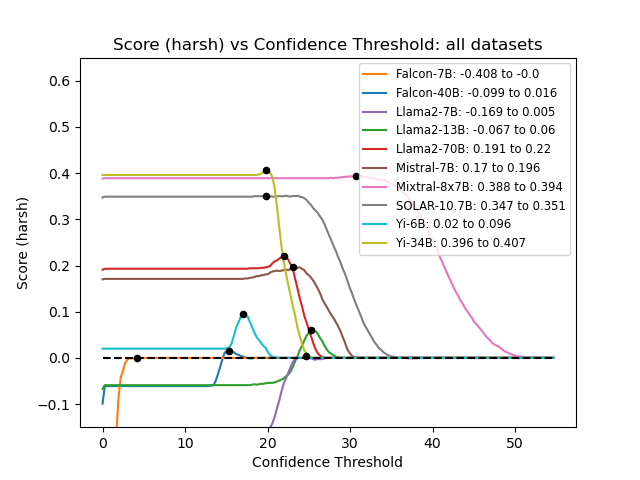 Score (harsh) vs Confidence Threshold: all datasets
Score (harsh)
0.6
0.5
0.4
0.3
0.2
0.1
0.0
−0.1
Falcon-7B: -0.408 to -0.0
Falcon-40B: -0.099 to 0.016
Llama2-7B: -0.169 to 0.005
Llama2-13B: -0.067 to 0.06
Llama2-70B: 0.191 to 0.22
Mistral-7B: 0.17 to 0.196
Mixtral-8x7B: 0.388 to 0.394
SOLAR-10.7B: 0.347 to 0.351
Yi-6B: 0.02 to 0.096
Yi-34B: 0.396 to 0.407
0 10 20 30 40 50
Confidence Threshold